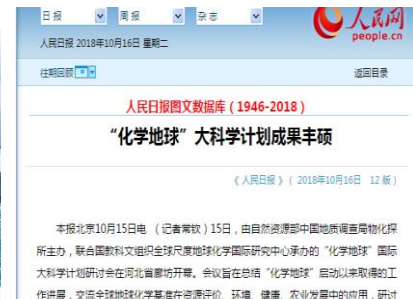 日报 周报 杂志
人民网
people.cn
人民日报 2018年10月16日 星期二
往期回顾 返回目录
人民日报图文数据库（1946-2018）
“化学地球”大科学计划成果丰硕
《 人民日报 》（ 2018年10月16日 12 版）
本报北京10月15日电 （记者常钦）15日，由自然资源部中国地质调查局物化探
所主办，联合国教科文组织全球尺度地球化学国际研究中心承办的“化学地球”国际
大科学计划研讨会在河北省廊坊开幕。会议旨在总结“化学地球”启动以来取得的工
作进展，交流全球地球化学基准在资源评价、环境、健康、农业发展中的应用，研讨